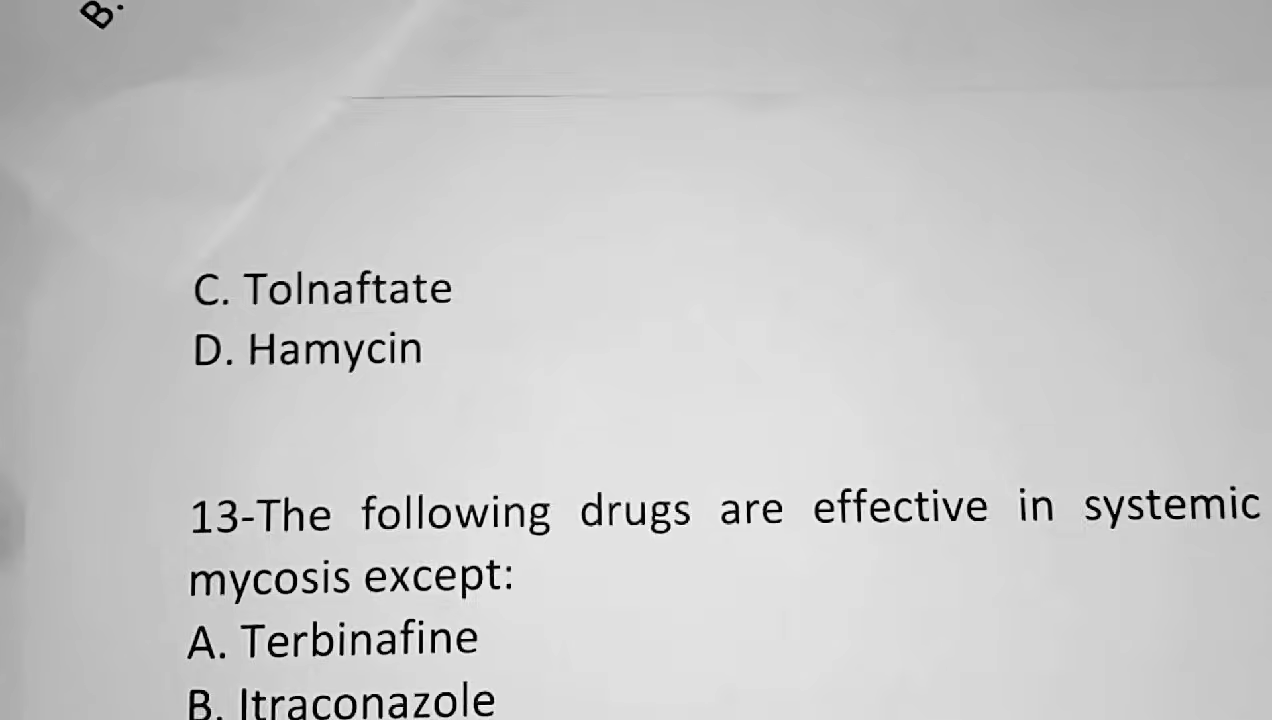 B.
C. Tolnaftate
D. Hamycin
13-The following drugs are effective in systemic
mycosis except:
A. Terbinafine
B. Itraconazole